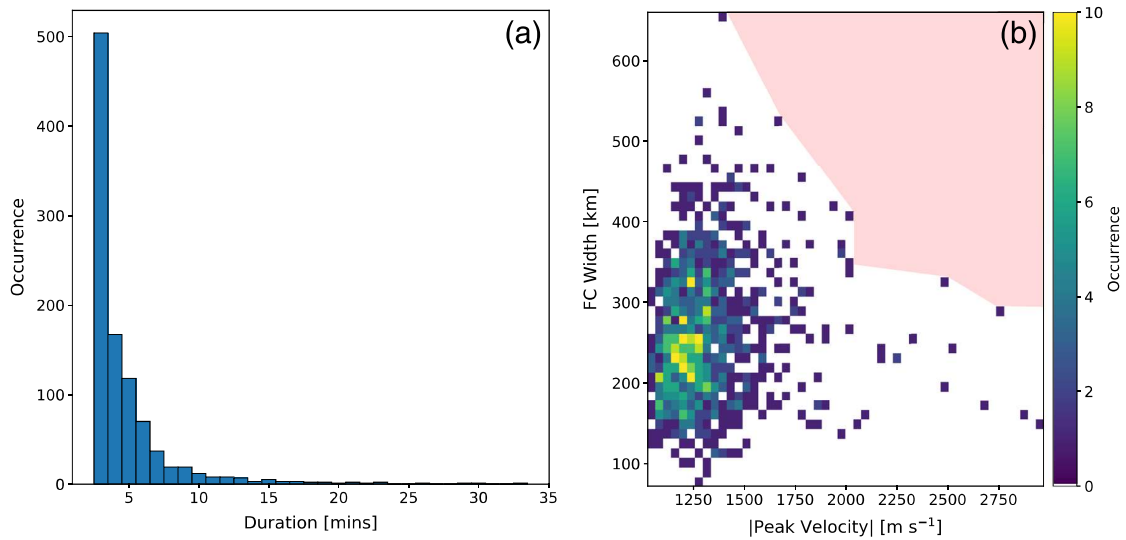 (a)
500
400
300
200
100
0
Occurrence
5 10 15 20 25 30 35
Duration [mins]
(b)
600
500
400
300
200
100
FC Width [km]
1250 1500 1750 2000 2250 2500 2750
|Peak Velocity| [m s⁻¹]
10
8
6
4
2
0
Occurrence